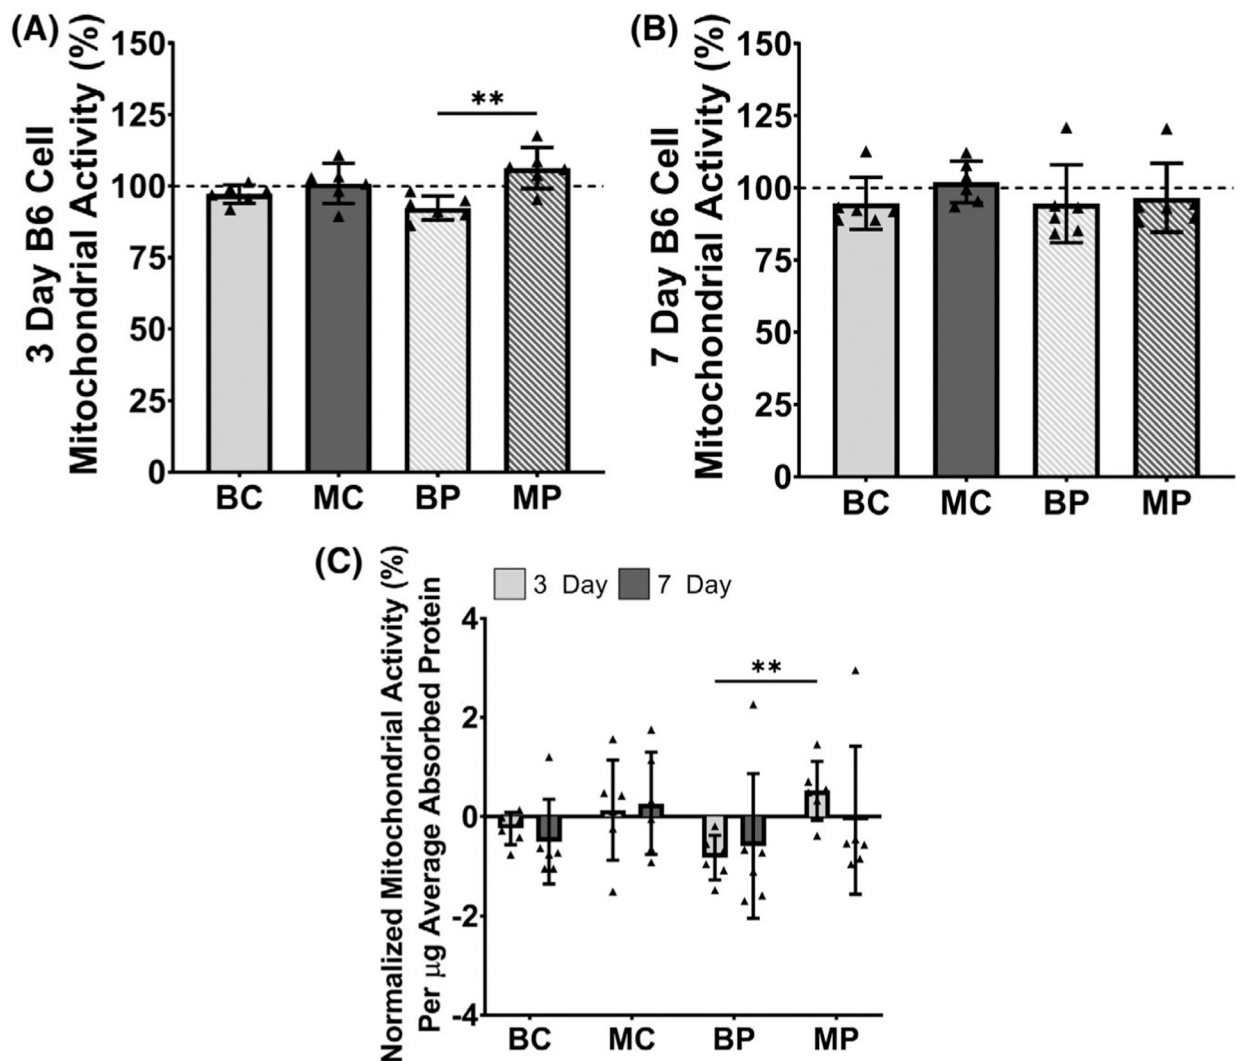 (A)
3 Day B6 Cell
Mitochondrial Activity (%)
150
125
100
75
50
25
0
**
BC MC BP MP
(B)
7 Day B6 Cell
Mitochondrial Activity (%)
150
125
100
75
50
25
0
BC MC BP MP
(C)
Normalized Mitochondrial Activity (%)
Per μg Average Absorbed Protein
3 Day 7 Day
4
2
0
-2
-4
**
BC MC BP MP